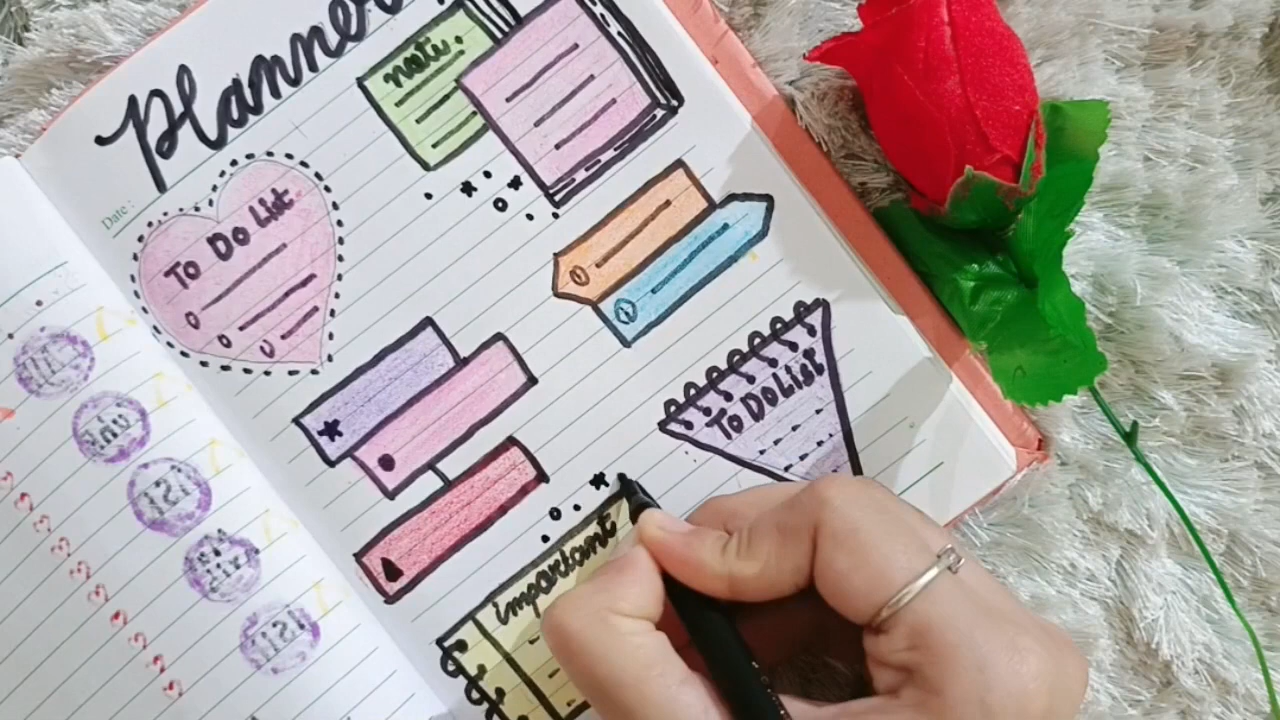 Planner
note.
Date :
To Do List
To Do List
important